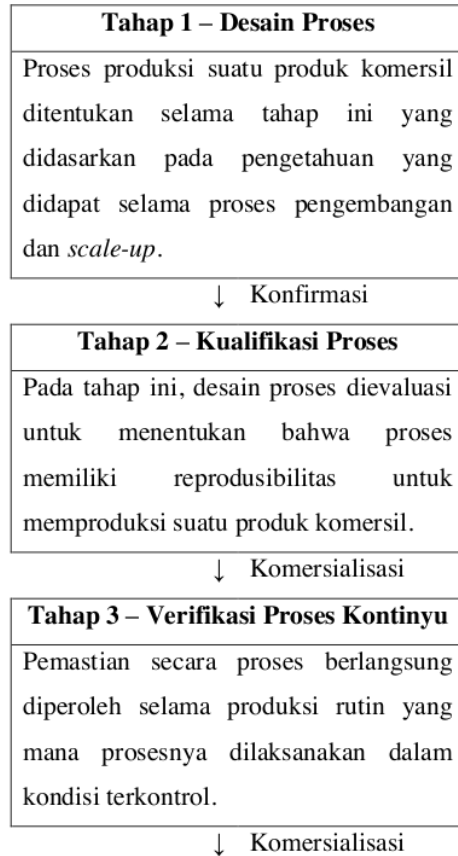 Tahap 1 – Desain Proses
Proses produksi suatu produk komersil
ditentukan selama tahap ini yang
didasarkan pada pengetahuan yang
didapat selama proses pengembangan
dan scale-up.
↓ Konfirmasi
Tahap 2 – Kualifikasi Proses
Pada tahap ini, desain proses dievaluasi
untuk menentukan bahwa proses
memiliki reprodusibilitas untuk
memproduksi suatu produk komersil.
↓ Komersialisasi
Tahap 3 – Verifikasi Proses Kontinyu
Pemastian secara proses berlangsung
diperoleh selama produksi rutin yang
mana prosesnya dilaksanakan dalam
kondisi terkontrol.
↓ Komersialisasi